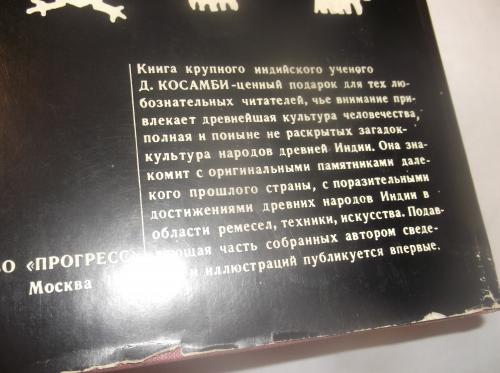 Книга крупного индийского ученого
Д. КОСАМБИ-ценный подарок для тех лю-
бознательных читателей, чье внимание при-
влекает древнейшая культура человечества,
полная и поныне не раскрытых загадок-
культура народов древней Индии. Она зна-
комит с оригинальными памятниками дале-
кого прошлого страны, с поразительными
достижениями древних народов Индии в
области ремесел, техники, искусства. Подав-
ющая часть собранных автором сведе-
и иллюстраций публикуется впервые.
ВО «ПРОГРЕСС»
Москва